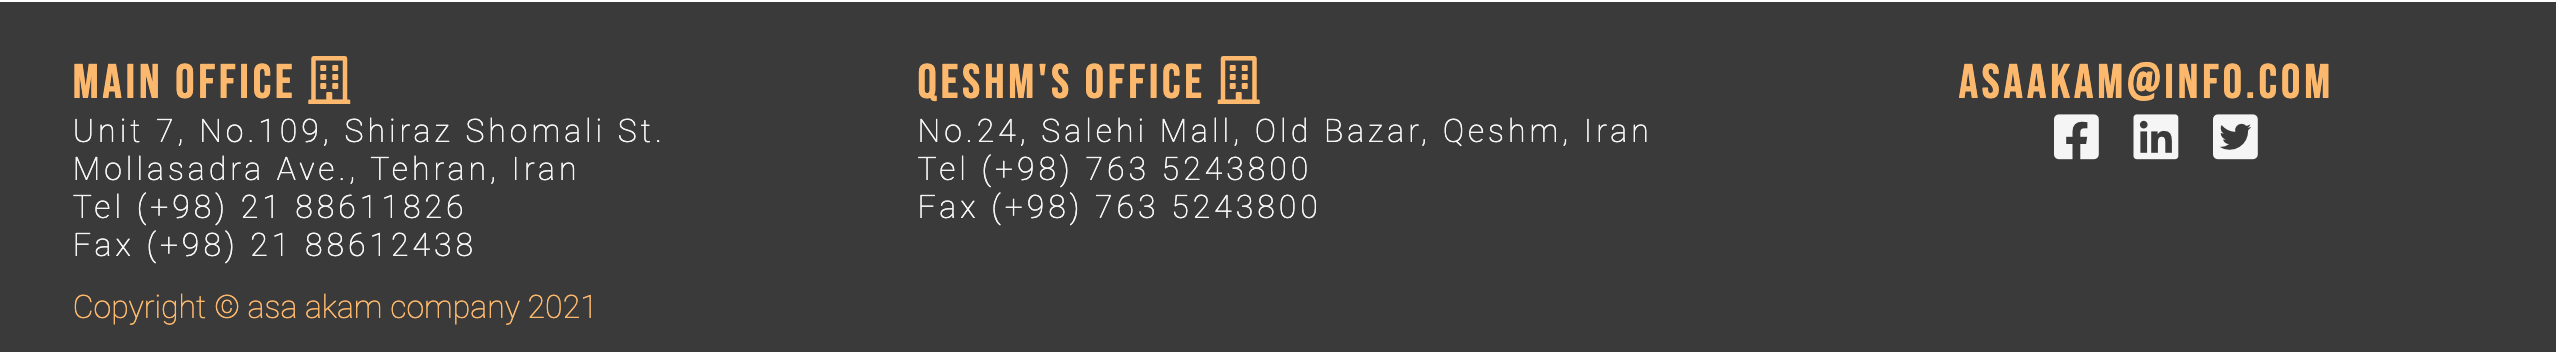 MAIN OFFICE
Unit 7, No.109, Shiraz Shomali St.
Mollasadra Ave., Tehran, Iran
Tel (+98) 21 88611826
Fax (+98) 21 88612438
Copyright © asa akam company 2021
QESHM'S OFFICE
No.24, Salehi Mall, Old Bazar, Qeshm, Iran
Tel (+98) 763 5243800
Fax (+98) 763 5243800
ASAAKAM@INFO.COM